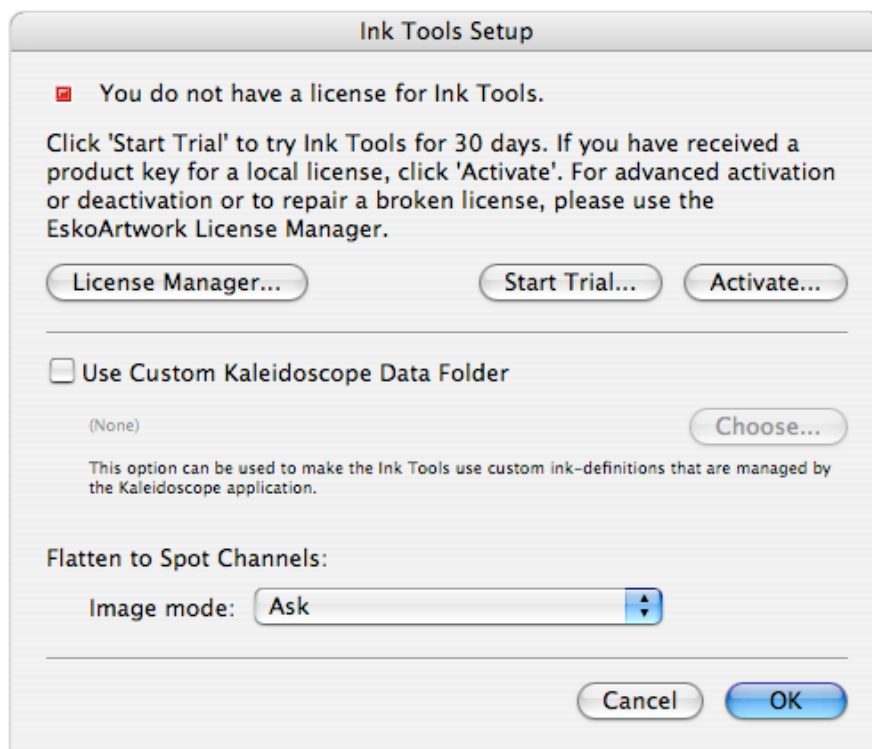 Ink Tools Setup
You do not have a license for Ink Tools.
Click 'Start Trial' to try Ink Tools for 30 days. If you have received a
product key for a local license, click 'Activate'. For advanced activation
or deactivation or to repair a broken license, please use the
EskoArtwork License Manager.
License Manager... Start Trial... Activate...
Use Custom Kaleidoscope Data Folder
(None) Choose...
This option can be used to make the Ink Tools use custom ink-definitions that are managed by
the Kaleidoscope application.
Flatten to Spot Channels:
Image mode: Ask
Cancel OK